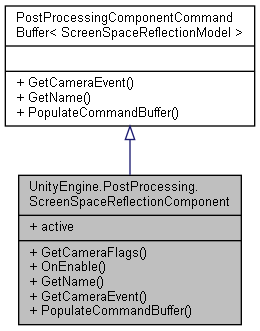 PostProcessingComponentCommand
Buffer< ScreenSpaceReflectionModel >
+ GetCameraEvent()
+ GetName()
+ PopulateCommandBuffer()
UnityEngine.PostProcessing.
ScreenSpaceReflectionComponent
+ active
+ GetCameraFlags()
+ OnEnable()
+ GetName()
+ GetCameraEvent()
+ PopulateCommandBuffer()